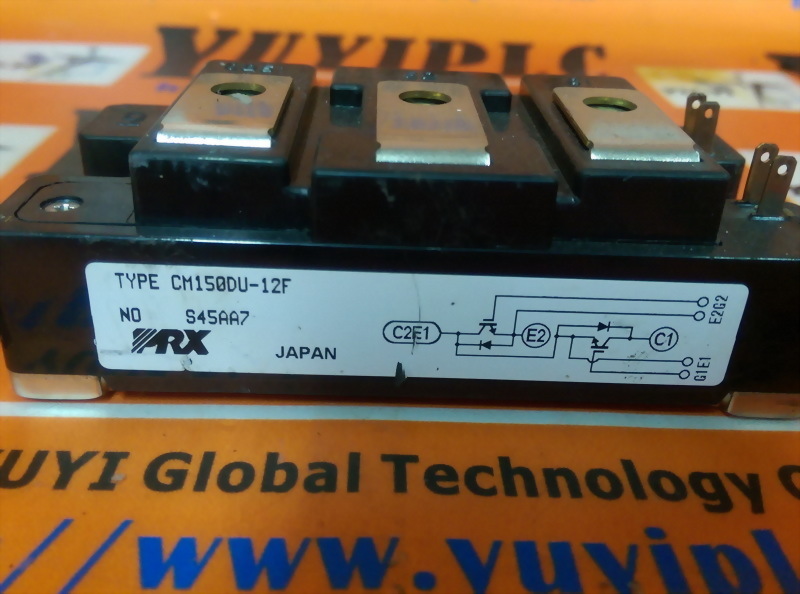 YUYIPLC
TYPE CM150DU-12F
NO S45AA7
PRX
JAPAN
C2E1
E2
C1
E2G2
G1E1
YUYI Global Technology C
//www.yuyipl